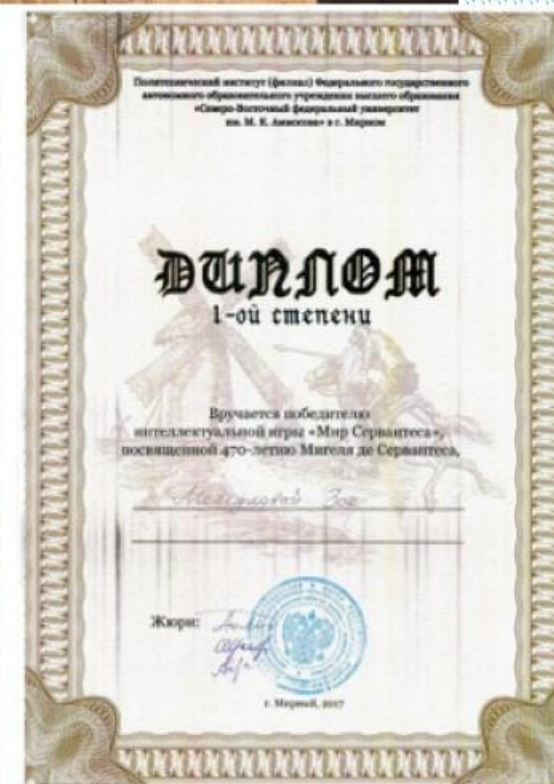 Политехнический институт (филиал) Федерального государственного
автономного образовательного учреждения высшего образования
«Северо-Восточный федеральный университет
им. М. К. Аммосова» в г. Мирном
ДИПЛОМ
1-ой степени
Вручается победителю
интеллектуальной игры «Мир Сервантеса»,
посвященной 470-летию Мигеля де Сервантеса,
Зое
Жюри:
г. Мирный, 2017